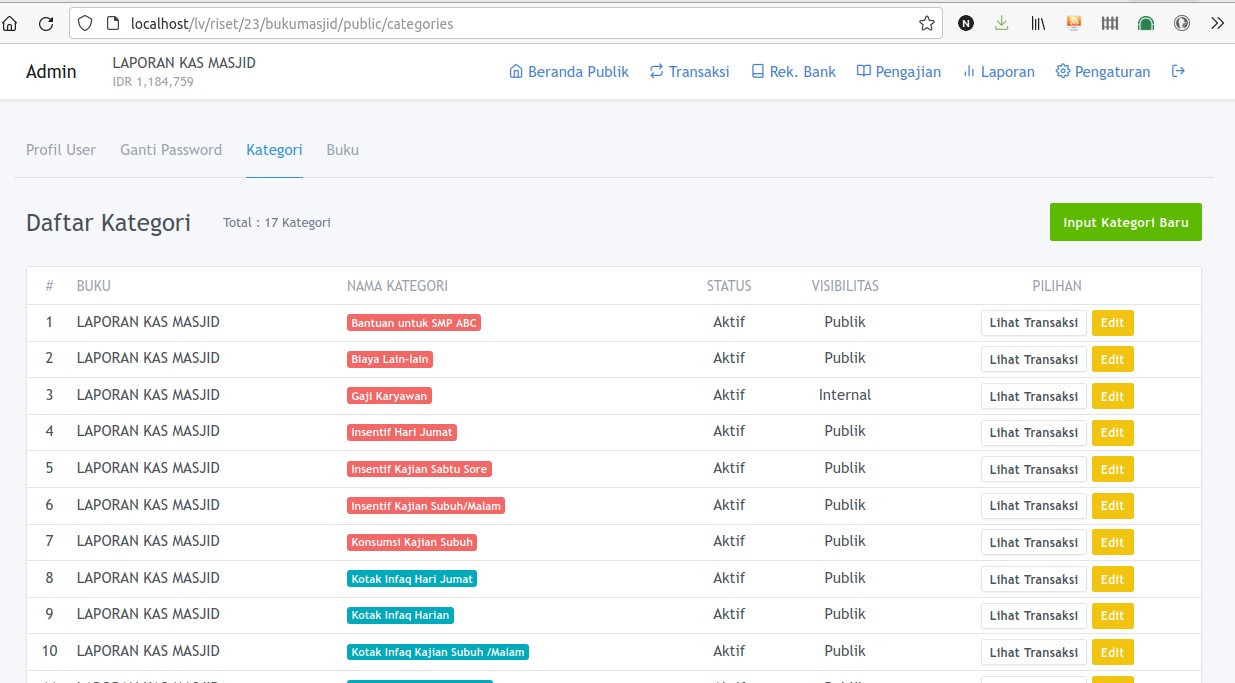 localhost/lv/riset/23/bukumasjid/public/categories
N
Admin LAPORAN KAS MASJID Beranda Publik Transaksi Rek. Bank Pengajian Laporan Pengaturan
IDR 1,184,759
Profil User Ganti Password Kategori Buku
Daftar Kategori Total : 17 Kategori Input Kategori Baru
# BUKU NAMA KATEGORI STATUS VISIBILITAS PILIHAN
1 LAPORAN KAS MASJID Bantuan untuk SMP ABC Aktif Publik Lihat Transaksi Edit
2 LAPORAN KAS MASJID Biaya Lain-lain Aktif Publik Lihat Transaksi Edit
3 LAPORAN KAS MASJID Gaji Karyawan Aktif Internal Lihat Transaksi Edit
4 LAPORAN KAS MASJID Insentif Hari Jumat Aktif Publik Lihat Transaksi Edit
5 LAPORAN KAS MASJID Insentif Kajian Sabtu Sore Aktif Publik Lihat Transaksi Edit
6 LAPORAN KAS MASJID Insentif Kajian Subuh/Malam Aktif Publik Lihat Transaksi Edit
7 LAPORAN KAS MASJID Konsumsi Kajian Subuh Aktif Publik Lihat Transaksi Edit
8 LAPORAN KAS MASJID Kotak Infaq Hari Jumat Aktif Publik Lihat Transaksi Edit
9 LAPORAN KAS MASJID Kotak Infaq Harian Aktif Publik Lihat Transaksi Edit
10 LAPORAN KAS MASJID Kotak Infaq Kajian Subuh /Malam Aktif Publik Lihat Transaksi Edit